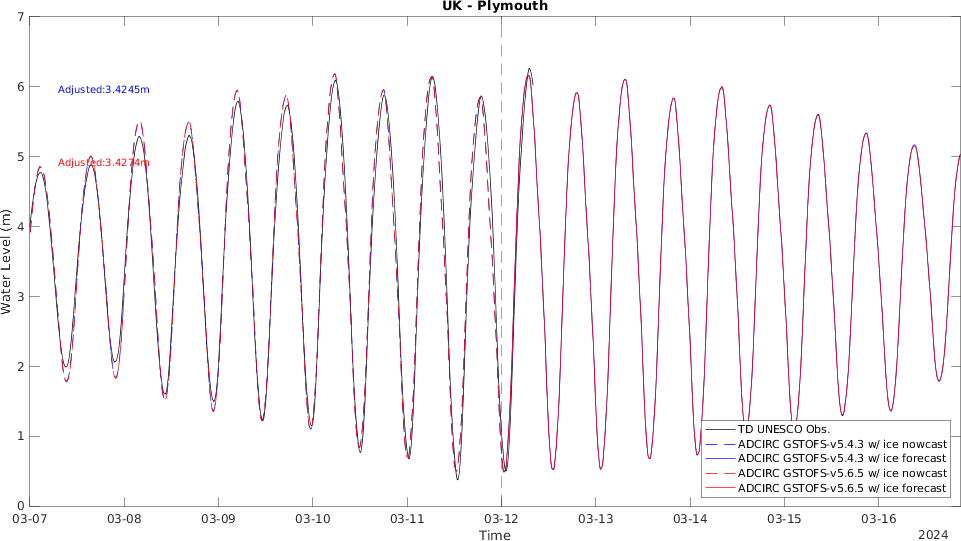 UK - Plymouth
7
6
5
4
3
2
1
0
Water Level (m)
Adjusted:3.4245m
Adjusted:3.4274m
TD UNESCO Obs.
ADCIRC GSTOFS-v5.4.3 w/ ice nowcast
ADCIRC GSTOFS-v5.4.3 w/ ice forecast
ADCIRC GSTOFS-v5.6.5 w/ ice nowcast
ADCIRC GSTOFS-v5.6.5 w/ ice forecast
03-07 03-08 03-09 03-10 03-11 03-12 03-13 03-14 03-15 03-16
Time
2024